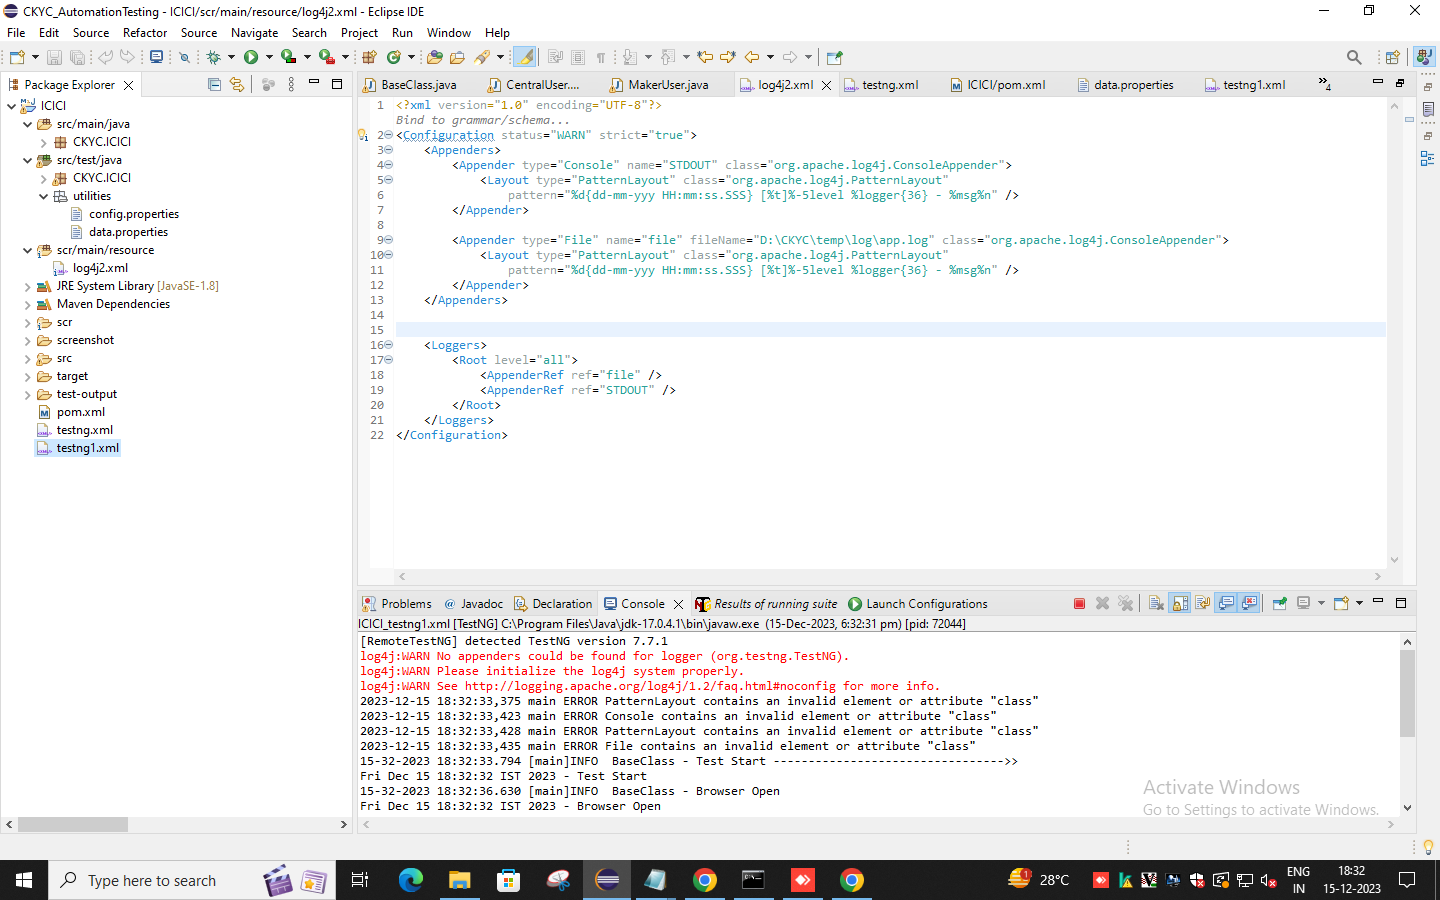 CKYC_AutomationTesting - ICICI/scr/main/resource/log4j2.xml - Eclipse IDE
File Edit Source Refactor Source Navigate Search Project Run Window Help
Package Explorer
ICICI
src/main/java
CKYC.ICICI
src/test/java
CKYC.ICICI
utilities
config.properties
data.properties
scr/main/resource
log4j2.xml
JRE System Library [JavaSE-1.8]
Maven Dependencies
scr
screenshot
src
target
test-output
pom.xml
testng.xml
testng1.xml
BaseClass.java CentralUser.... MakerUser.java log4j2.xml testng.xml ICICI/pom.xml data.properties testng1.xml »4
1 <?xml version="1.0" encoding="UTF-8"?>
Bind to grammar/schema...
2 <Configuration status="WARN" strict="true">
3 <Appenders>
4 <Appender type="Console" name="STDOUT" class="org.apache.log4j.ConsoleAppender">
5 <Layout type="PatternLayout" class="org.apache.log4j.PatternLayout"
6 pattern="%d{dd-mm-yyy HH:mm:ss.SSS} [%t]%-5level %logger{36} - %msg%n" />
7 </Appender>
8
9 <Appender type="File" name="file" fileName="D:\CKYC\temp\log\app.log" class="org.apache.log4j.ConsoleAppender">
10 <Layout type="PatternLayout" class="org.apache.log4j.PatternLayout"
11 pattern="%d{dd-mm-yyy HH:mm:ss.SSS} [%t]%-5level %logger{36} - %msg%n" />
12 </Appender>
13 </Appenders>
14
15
16 <Loggers>
17 <Root level="all">
18 <AppenderRef ref="file" />
19 <AppenderRef ref="STDOUT" />
20 </Root>
21 </Loggers>
22 </Configuration>
Problems Javadoc Declaration Console Results of running suite Launch Configurations
ICICI_testng1.xml [TestNG] C:\Program Files\Java\jdk-17.0.4.1\bin\javaw.exe (15-Dec-2023, 6:32:31 pm) [pid: 72044]
[RemoteTestNG] detected TestNG version 7.7.1
log4j:WARN No appenders could be found for logger (org.testng.TestNG).
log4j:WARN Please initialize the log4j system properly.
log4j:WARN See http://logging.apache.org/log4j/1.2/faq.html#noconfig for more info.
2023-12-15 18:32:33,375 main ERROR PatternLayout contains an invalid element or attribute "class"
2023-12-15 18:32:33,423 main ERROR Console contains an invalid element or attribute "class"
2023-12-15 18:32:33,428 main ERROR PatternLayout contains an invalid element or attribute "class"
2023-12-15 18:32:33,435 main ERROR File contains an invalid element or attribute "class"
15-32-2023 18:32:33.794 [main]INFO  BaseClass - Test Start --------------------------------->>
Fri Dec 15 18:32:32 IST 2023 - Test Start
15-32-2023 18:32:36.630 [main]INFO  BaseClass - Browser Open
Fri Dec 15 18:32:32 IST 2023 - Browser Open
Activate Windows
Go to Settings to activate Windows.
Type here to search
28°C
ENG
IN
18:32
15-12-2023